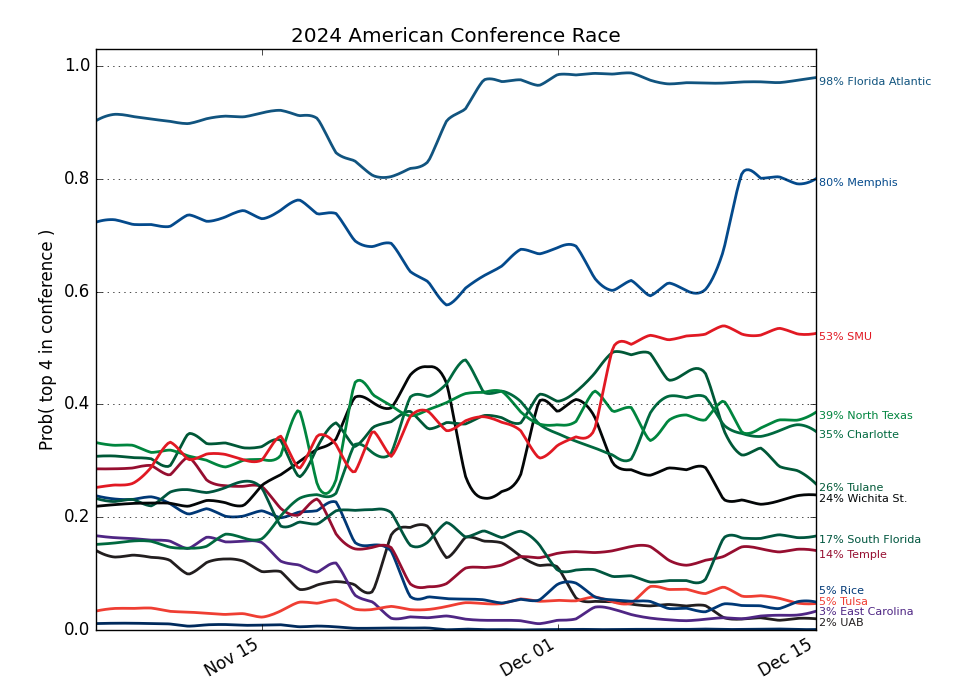 2024 American Conference Race
Prob( top 4 in conference )
1.0
0.8
0.6
0.4
0.2
0.0
Nov 15
Dec 01
Dec 15
98% Florida Atlantic
80% Memphis
53% SMU
39% North Texas
35% Charlotte
26% Tulane
24% Wichita St.
17% South Florida
14% Temple
5% Rice
5% Tulsa
3% East Carolina
2% UAB